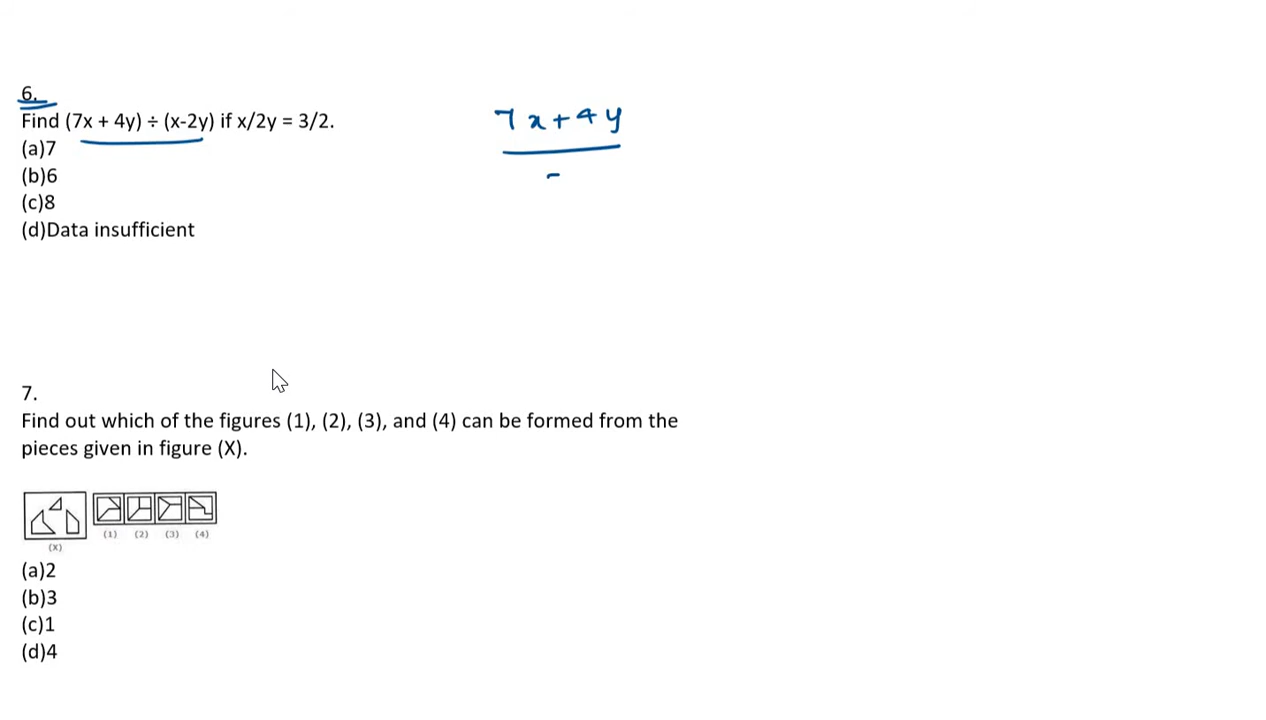 6.
Find (7x + 4y) ÷ (x-2y) if x/2y = 3/2.
(a)7
(b)6
(c)8
(d)Data insufficient
7x+4y
7.
Find out which of the figures (1), (2), (3), and (4) can be formed from the
pieces given in figure (X).
(X) (1) (2) (3) (4)
(a)2
(b)3
(c)1
(d)4